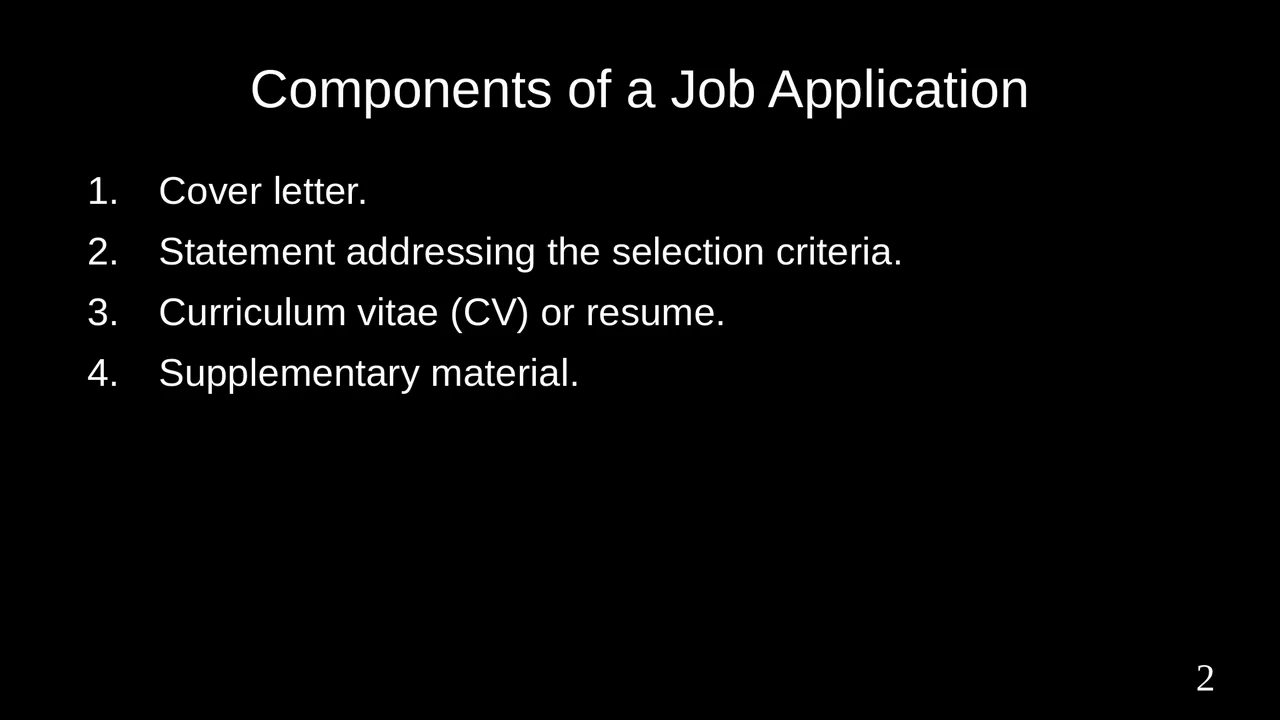 Components of a Job Application
1. Cover letter.
2. Statement addressing the selection criteria.
3. Curriculum vitae (CV) or resume.
4. Supplementary material.
2